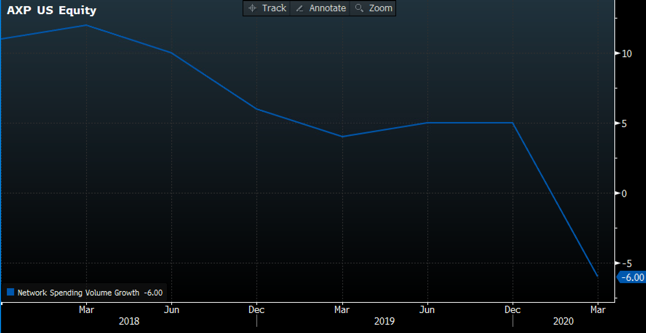 AXP US Equity
Track Annotate Zoom
10
5
0
-5
-6.00
Network Spending Volume Growth -6.00
Mar Jun Dec Mar Jun Dec Mar
2018 2019 2020